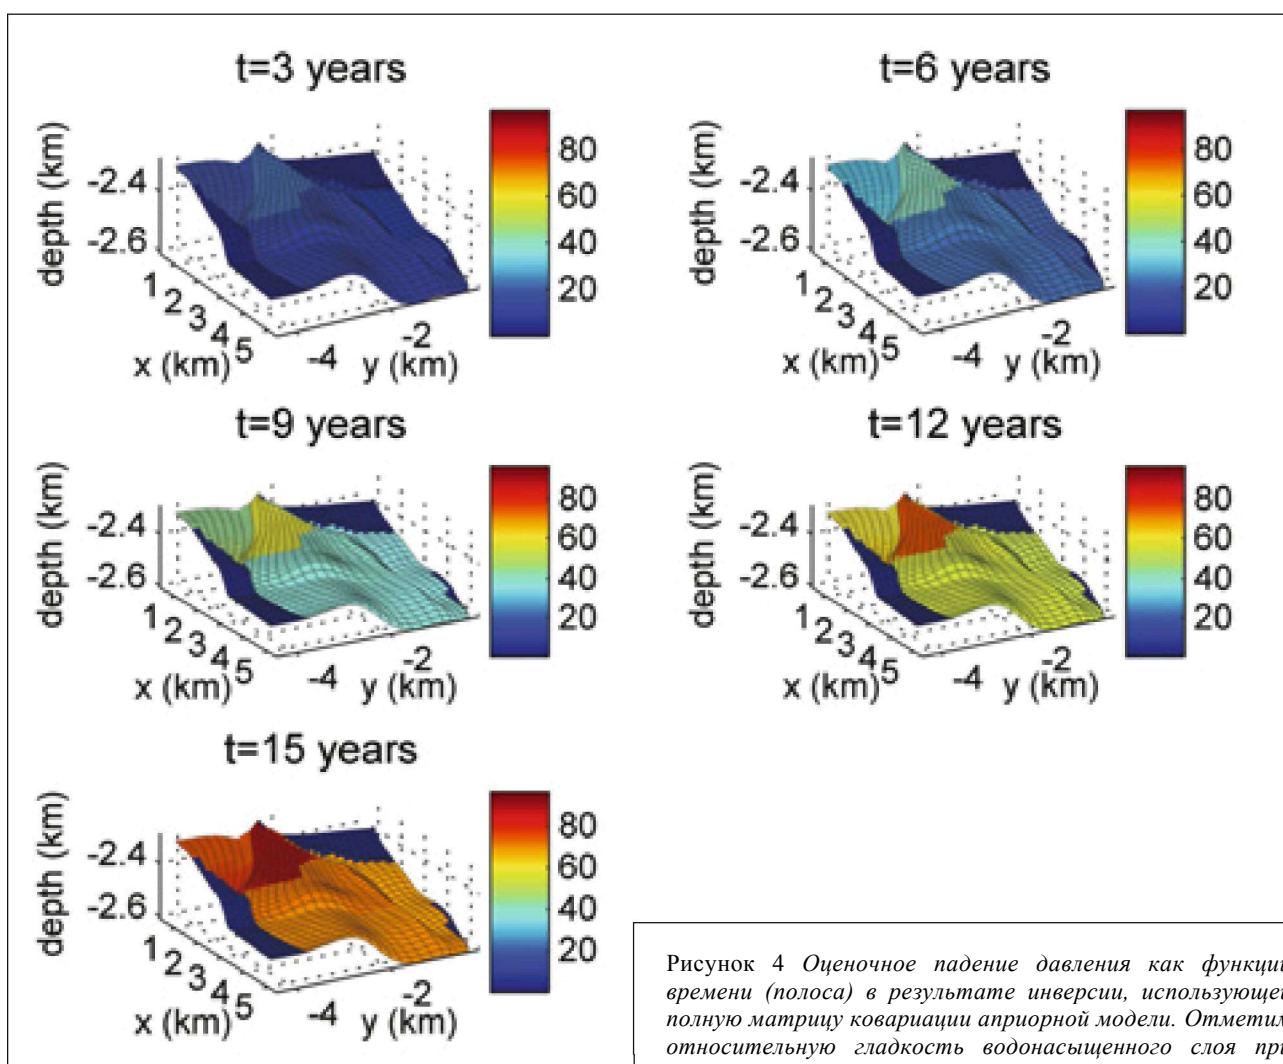 t=3 years
depth (km)
-2.4
-2.6
1
2
3
4
5
x (km)
-4
-2
y (km)
80
60
40
20
t=6 years
depth (km)
-2.4
-2.6
1
2
3
4
5
x (km)
-4
-2
y (km)
80
60
40
20
t=9 years
depth (km)
-2.4
-2.6
1
2
3
4
5
x (km)
-4
-2
y (km)
80
60
40
20
t=12 years
depth (km)
-2.4
-2.6
1
2
3
4
5
x (km)
-4
-2
y (km)
80
60
40
20
t=15 years
depth (km)
-2.4
-2.6
1
2
3
4
5
x (km)
-4
-2
y (km)
80
60
40
20
Рисунок 4 Оценочное падение давления как функци
времени (полоса) в результате инверсии, использующе
полную матрицу ковариации априорной модели. Отметим
относительную гладкость водонасыщенного слоя при